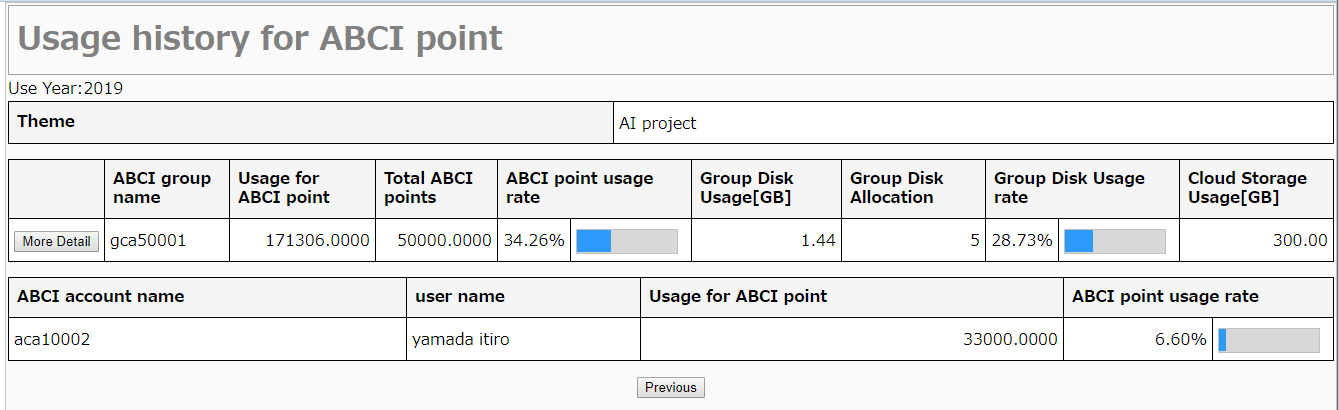 Usage history for ABCI point
Use Year:2019
Theme AI project
ABCI group name Usage for ABCI point Total ABCI points ABCI point usage rate Group Disk Usage[GB] Group Disk Allocation Group Disk Usage rate Cloud Storage Usage[GB]
More Detail gca50001 171306.0000 50000.0000 34.26% 1.44 5 28.73% 300.00
ABCI account name user name Usage for ABCI point ABCI point usage rate
aca10002 yamada itiro 33000.0000 6.60%
Previous